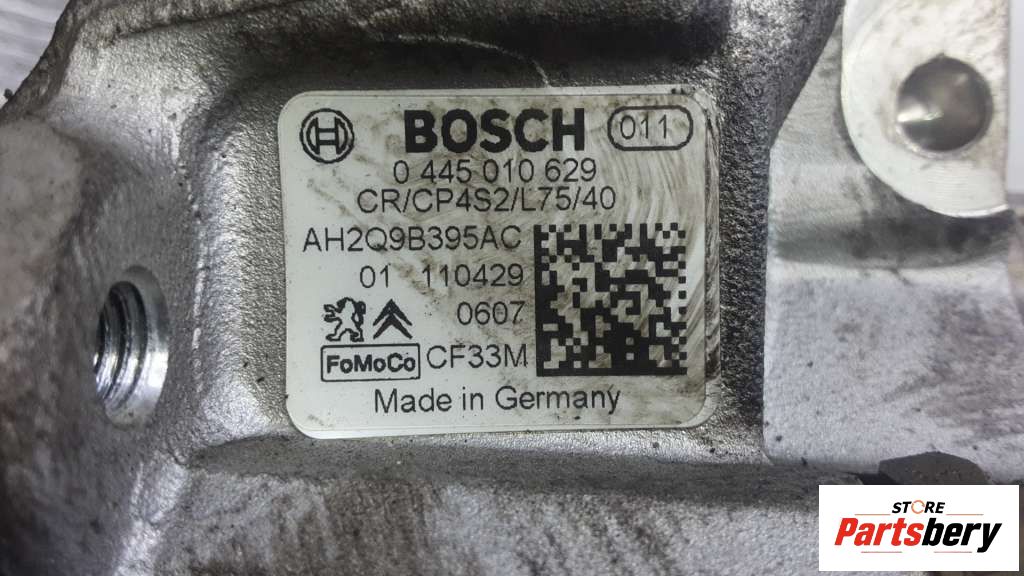 BOSCH 011
0 445 010 629
CR/CP4S2/L75/40
AH2Q9B395AC
01 110429
0607
FoMoCo CF33M
Made in Germany
STORE
Partsbery